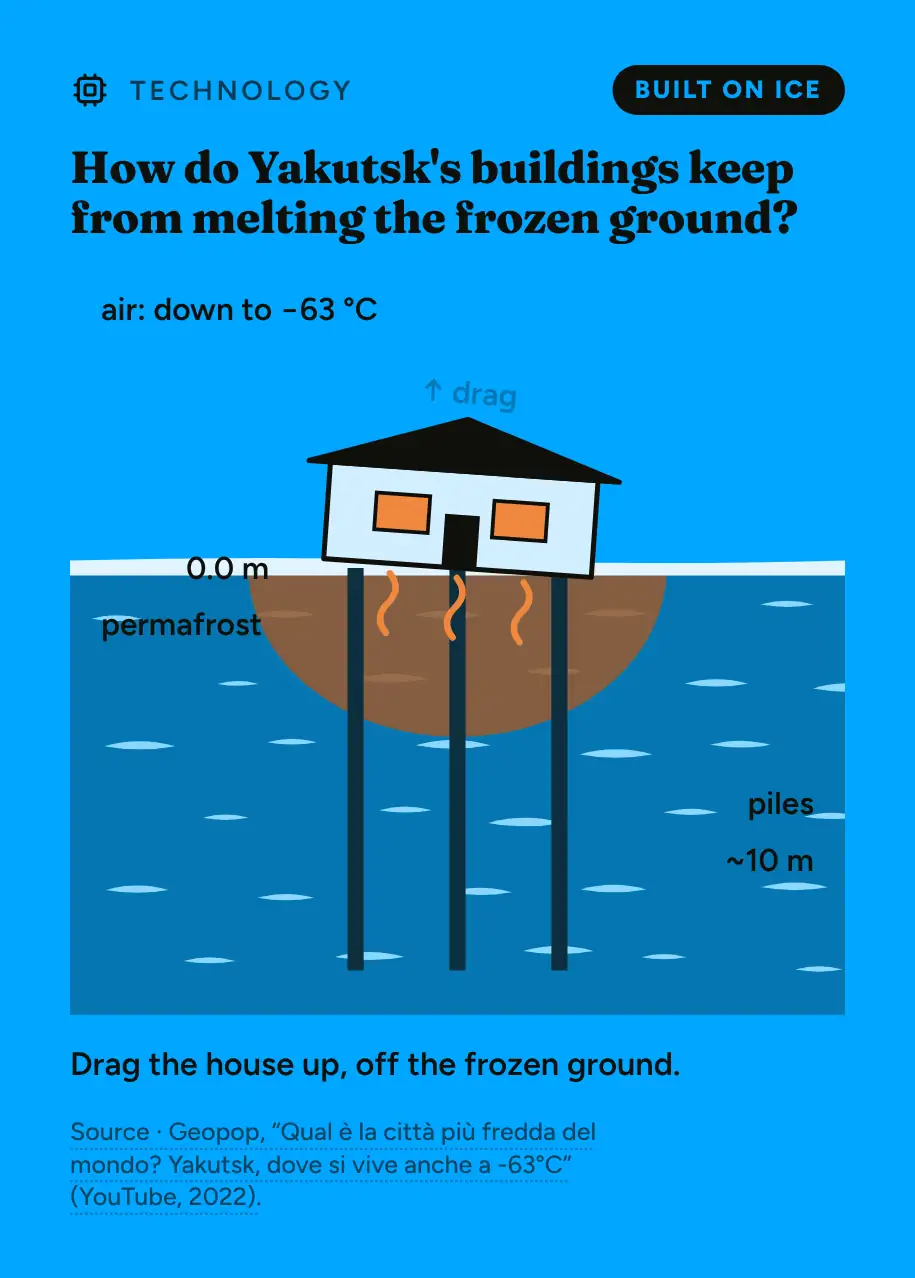 TECHNOLOGY
BUILT ON ICE
How do Yakutsk's buildings keep
from melting the frozen ground?
air: down to −63 °C
↑ drag
0.0 m
permafrost
piles
~10 m
Drag the house up, off the frozen ground.
Source · Geopop, “Qual è la città più fredda del
mondo? Yakutsk, dove si vive anche a -63°C”
(YouTube, 2022).